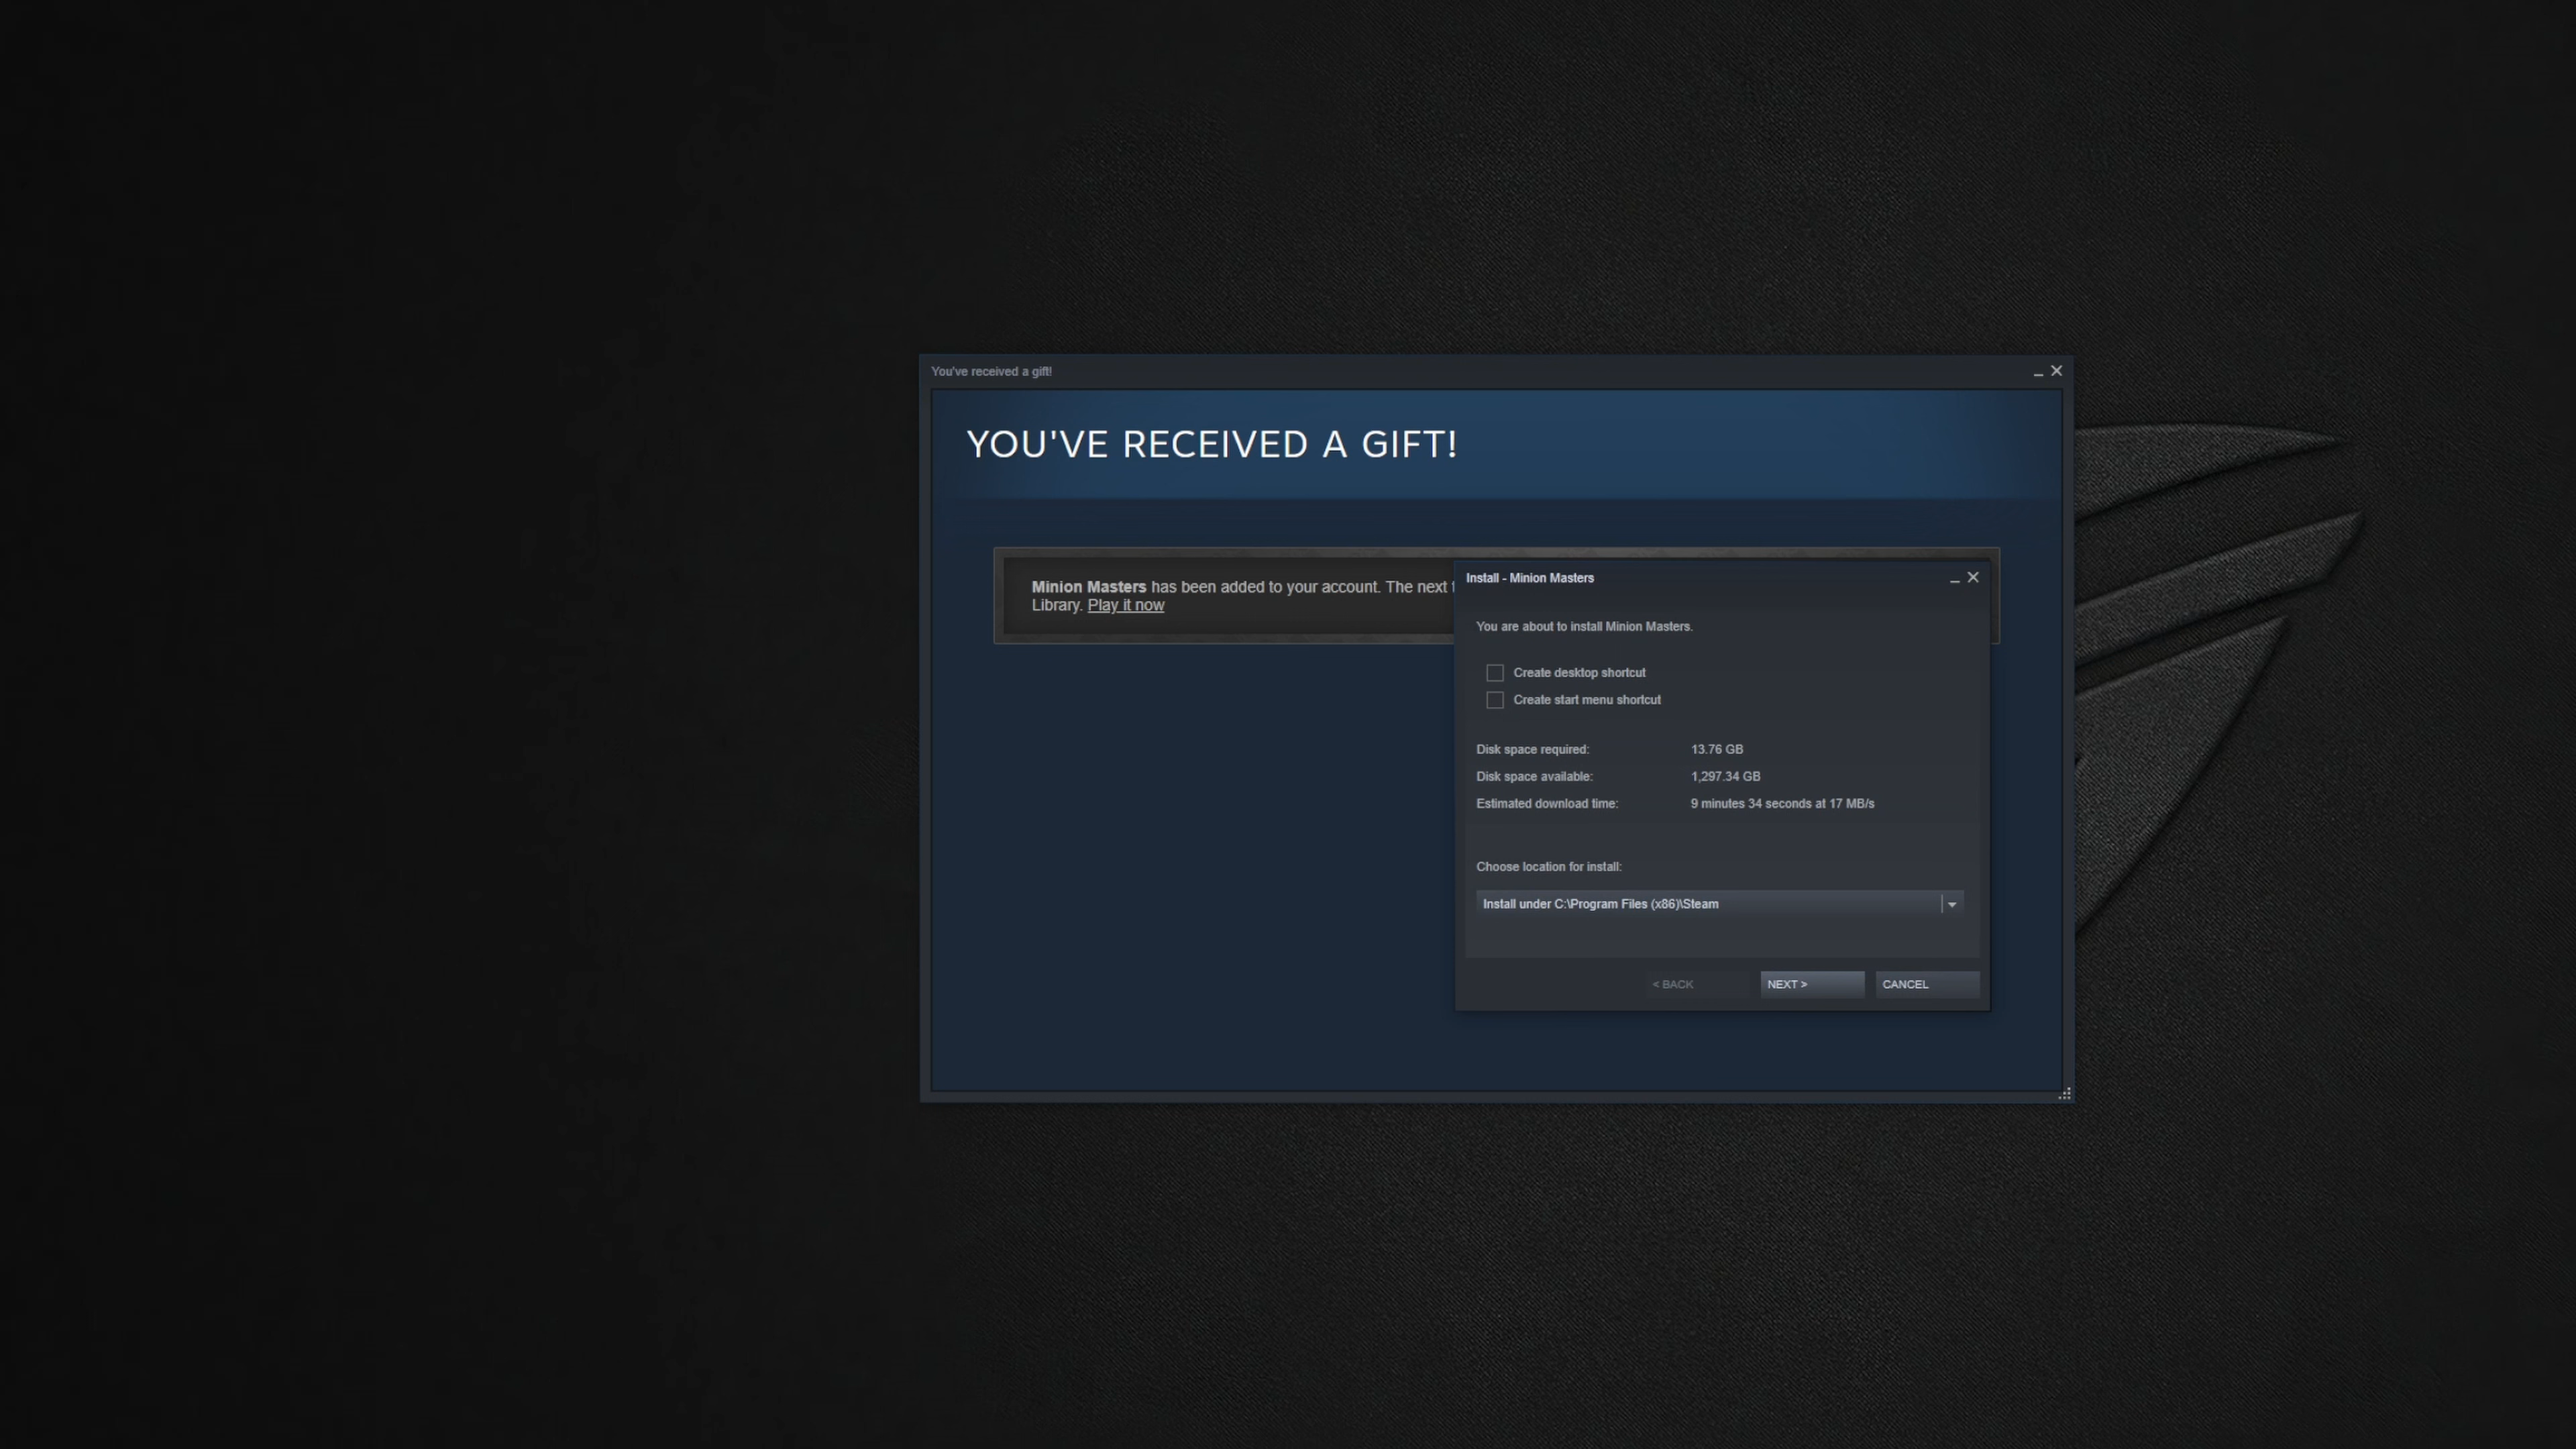 You've received a gift!
YOU'VE RECEIVED A GIFT!
Minion Masters has been added to your account. The next
Library. Play it now
Install - Minion Masters
You are about to install Minion Masters.
Create desktop shortcut
Create start menu shortcut
Disk space required: 13.76 GB
Disk space available: 1,297.34 GB
Estimated download time: 9 minutes 34 seconds at 17 MB/s
Choose location for install:
Install under C:\Program Files (x86)\Steam
< BACK NEXT > CANCEL